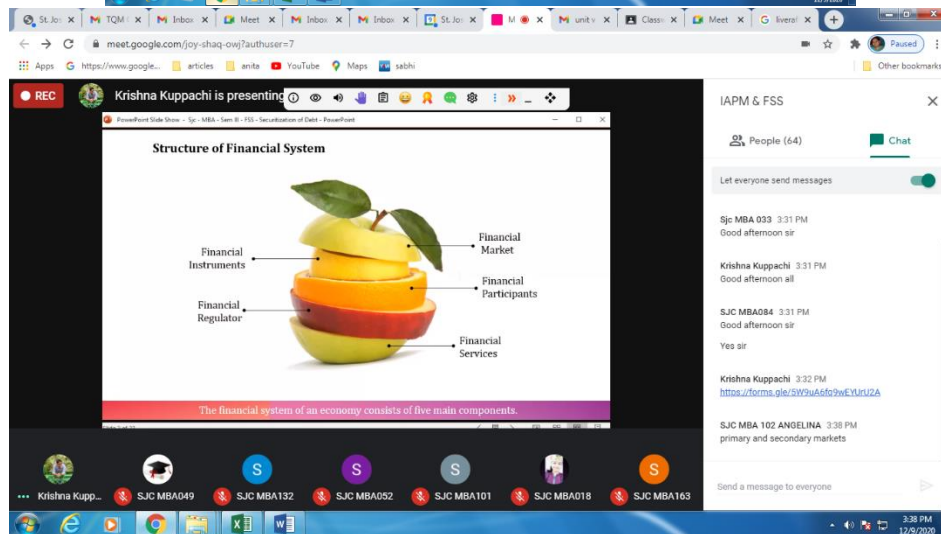 12/9/2020
St. Jos
TQM I
Inbox
Meet
Inbox
Inbox
St. Jos
M
unit v
Classw
Meet
liverat
meet.google.com/joy-shaq-owj?authuser=7
Paused
Apps
https://www.google...
articles
anita
YouTube
Maps
sabhi
Other bookmarks
REC
Krishna Kuppachi is presenting
PowerPoint Slide Show - Sjc - MBA - Sem III - FSS - Securitization of Debt - PowerPoint
Structure of Financial System
Financial
Market
Financial
Instruments
Financial
Participants
Financial
Regulator
Financial
Services
The financial system of an economy consists of five main components.
Krishna Kupp...
S
S
S
S
SJC MBA049
SJC MBA132
SJC MBA052
SJC MBA101
SJC MBA018
SJC MBA163
IAPM & FSS
People (64)
Chat
Let everyone send messages
Sjc MBA 033 3:31 PM
Good afternoon sir
Krishna Kuppachi 3:31 PM
Good afternoon all
SJC MBA084 3:31 PM
Good afternoon sir
Yes sir
Krishna Kuppachi 3:32 PM
https://forms.gle/5W9uA6fo9wEYUrU2A
SJC MBA 102 ANGELINA 3:38 PM
primary and secondary markets
Send a message to everyone
3:38 PM
12/9/2020